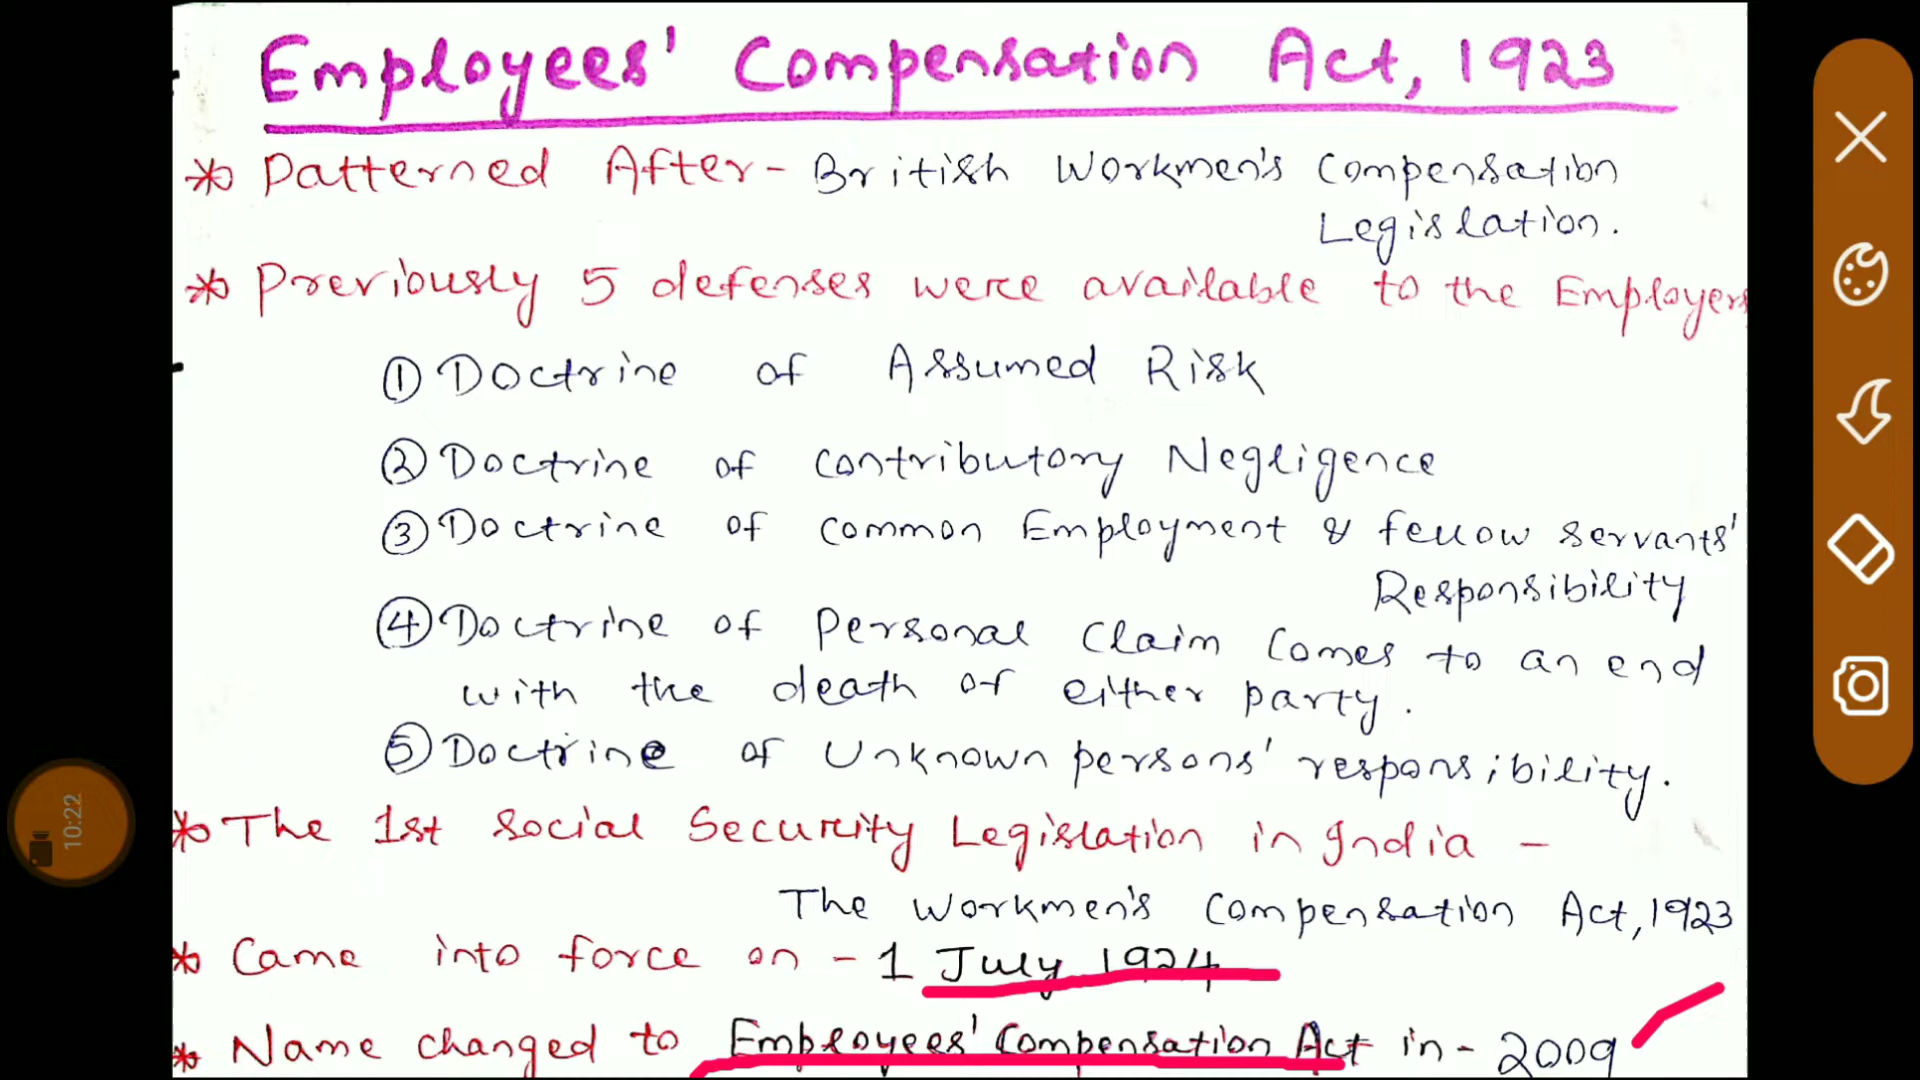 Employees' Compensation Act, 1923
* Patterned After - British Workmen's Compensation
Legislation.
* Previously 5 defenses were available to the Employers
① Doctrine of Assumed Risk
② Doctrine of contributory Negligence
③ Doctrine of common Employment & fellow servants'
Responsibility
④ Doctrine of Personal Claim Comes to an end
with the death of either party.
⑤ Doctrine of Unknown persons' responsibility.
* The 1st Social Security Legislation in India -
The Workmen's Compensation Act, 1923
* Came into force on - 1 July 1924
* Name changed to Employees' Compensation Act in - 2009
10:22